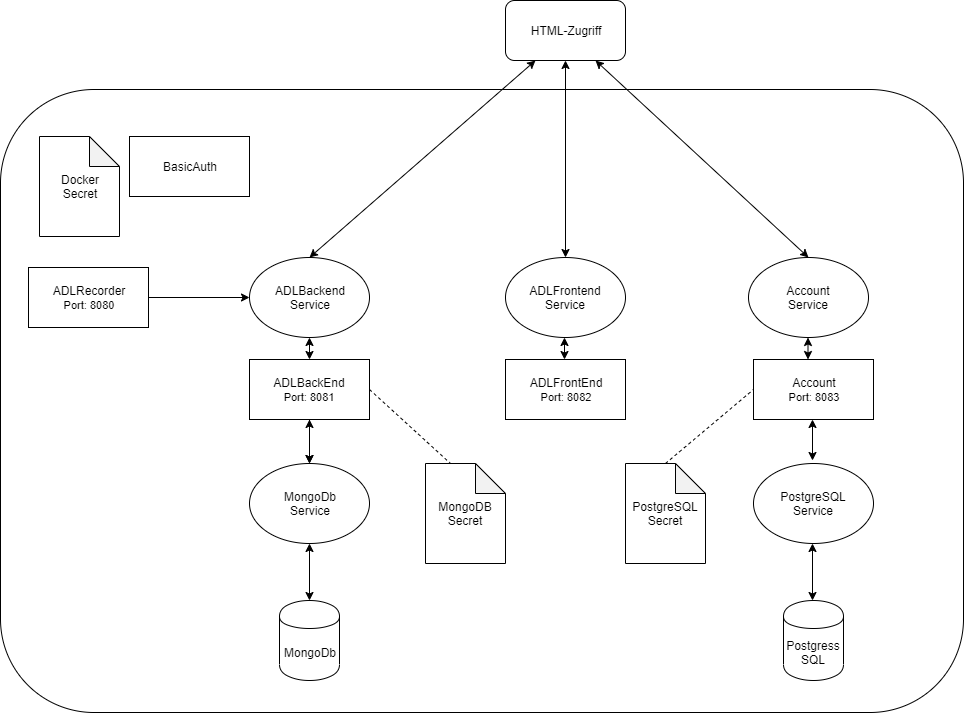 HTML-Zugriff
Docker
Secret
BasicAuth
ADLRecorder
Port: 8080
ADLBackend
Service
ADLFrontend
Service
Account
Service
ADLBackEnd
Port: 8081
ADLFrontEnd
Port: 8082
Account
Port: 8083
MongoDb
Service
MongoDB
Secret
PostgreSQL
Secret
PostgreSQL
Service
MongoDb
Postgress
SQL